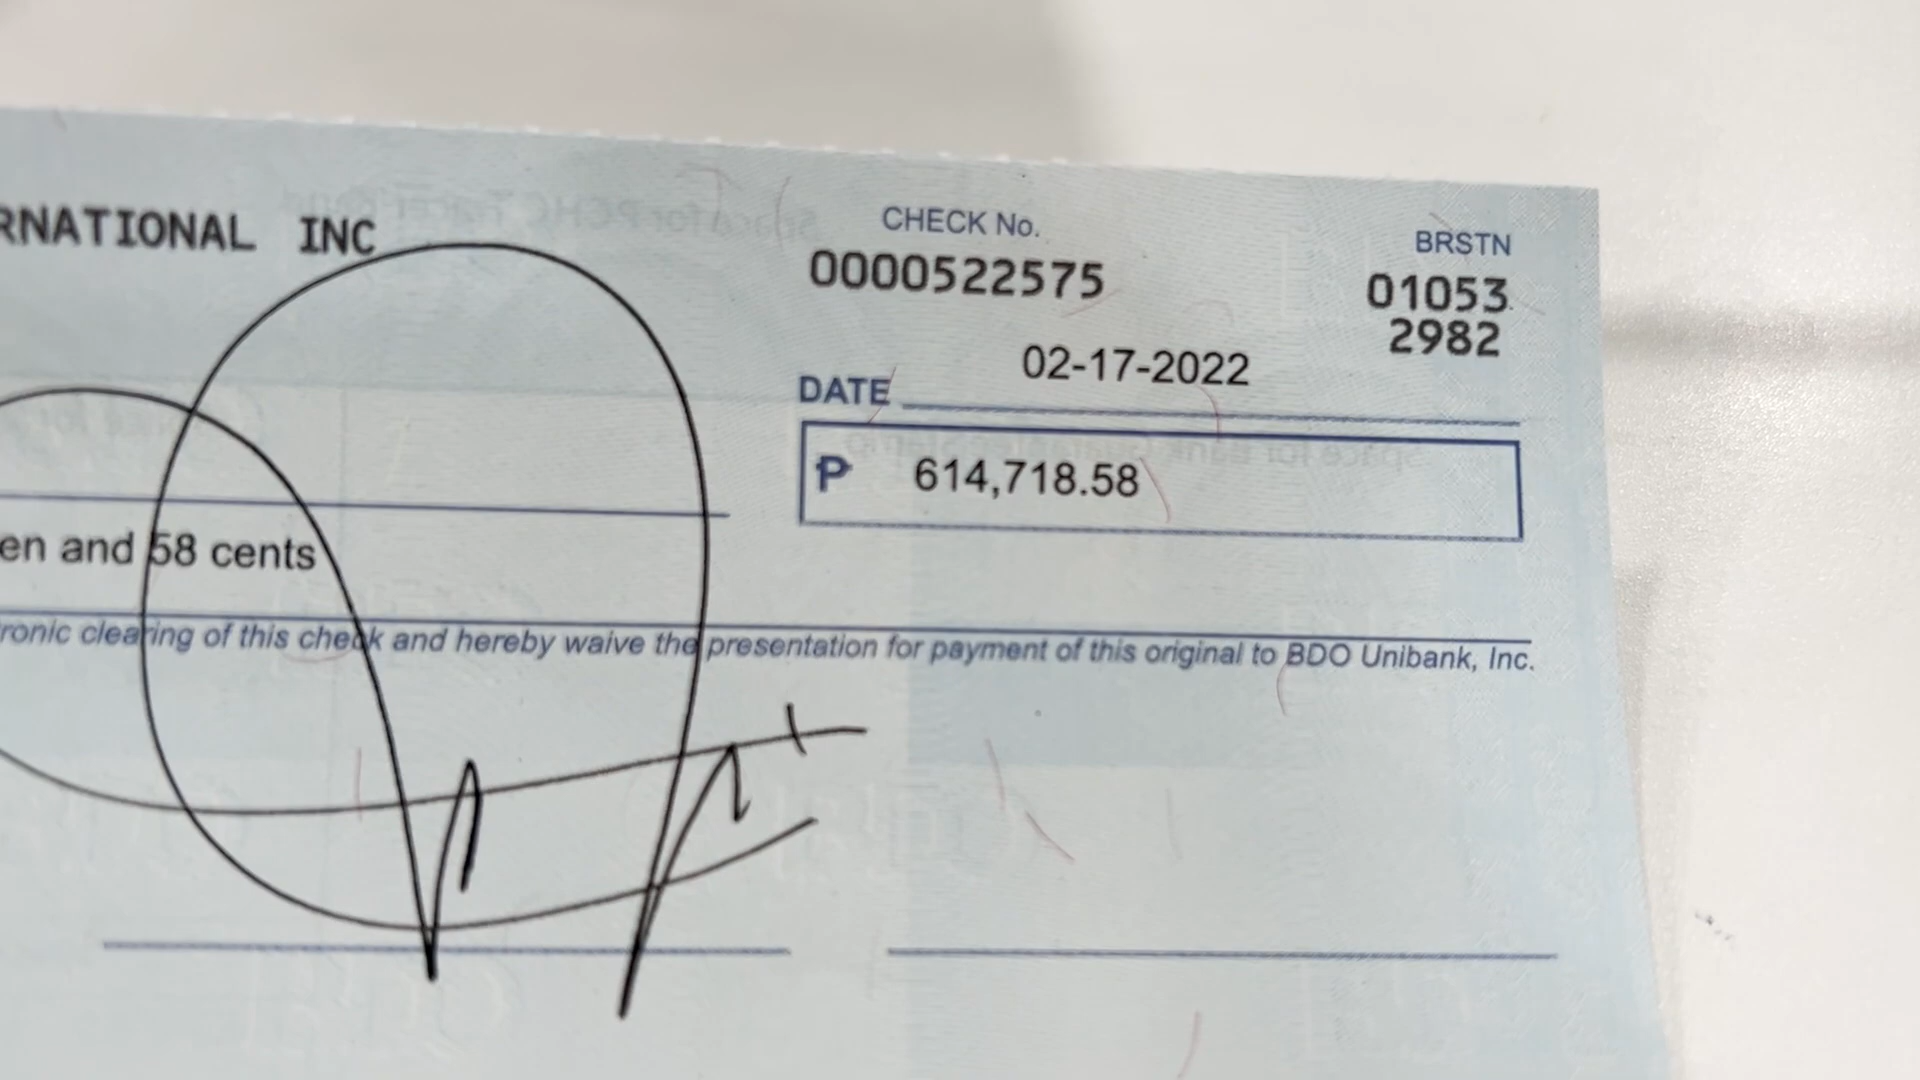 RNATIONAL INC
CHECK No.
0000522575
BRSTN
01053
2982
DATE 02-17-2022
₱ 614,718.58
en and 58 cents
ronic clearing of this check and hereby waive the presentation for payment of this original to BDO Unibank, Inc.